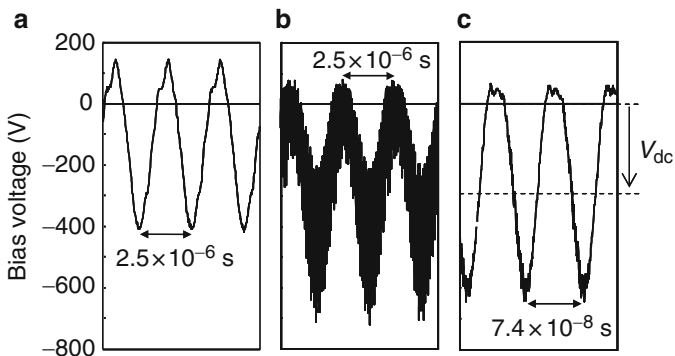 a
b
c
200
0
−200
−400
−600
−800
Bias voltage (V)
2.5×10⁻⁶ s
2.5×10⁻⁶ s
7.4×10⁻⁸ s
Vdc